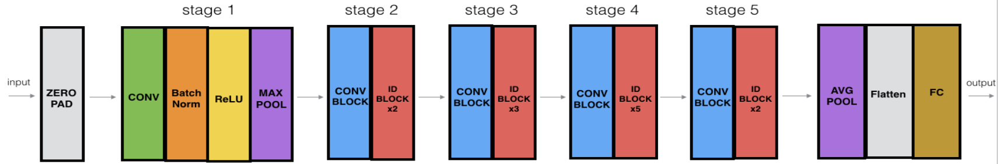 stage 1
stage 2
stage 3
stage 4
stage 5
input
ZERO
PAD
CONV
Batch
Norm
ReLU
MAX
POOL
CONV
BLOCK
ID
BLOCK
x2
CONV
BLOCK
ID
BLOCK
x3
CONV
BLOCK
ID
BLOCK
x5
CONV
BLOCK
ID
BLOCK
x2
AVG
POOL
Flatten
FC
output